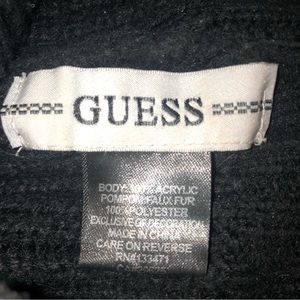 GUESS
BODY: 100% ACRYLIC
POMPOM: FAUX FUR
100% POLYESTER
EXCLUSIVE OF ORNAMENTATION
MADE IN CHINA
CARE ON REVERSE
RN#133471